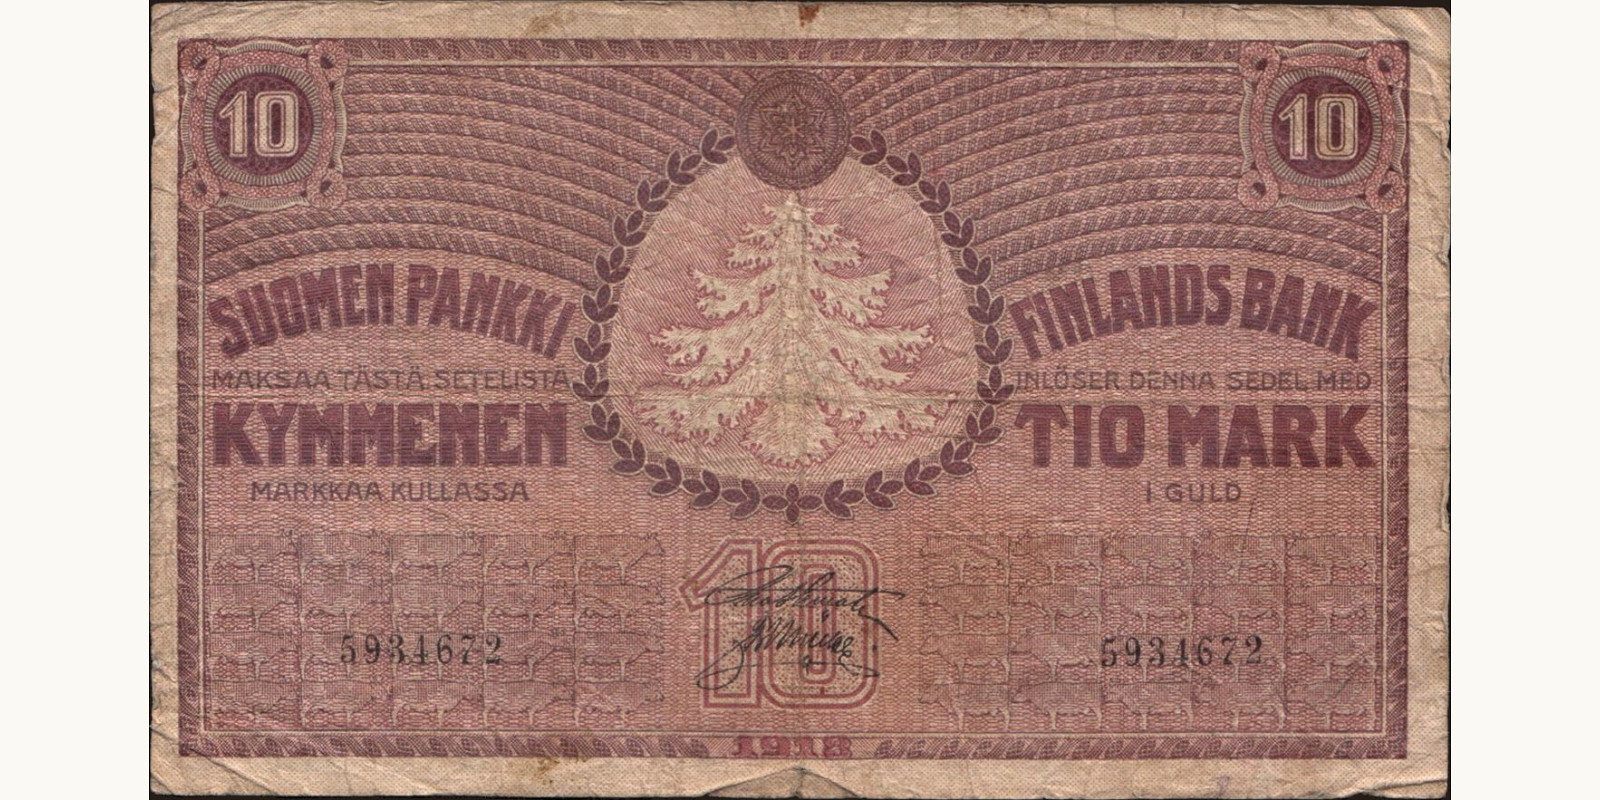 10 10
SUOMEN PANKKI
MAKSAA TÄSTÄ SETELISTÄ
KYMMENEN
MARKKAA KULLASSA
FINLANDS BANK
INLÖSER DENNA SEDEL MED
TIO MARK
I GULD
10
5934672 5934672